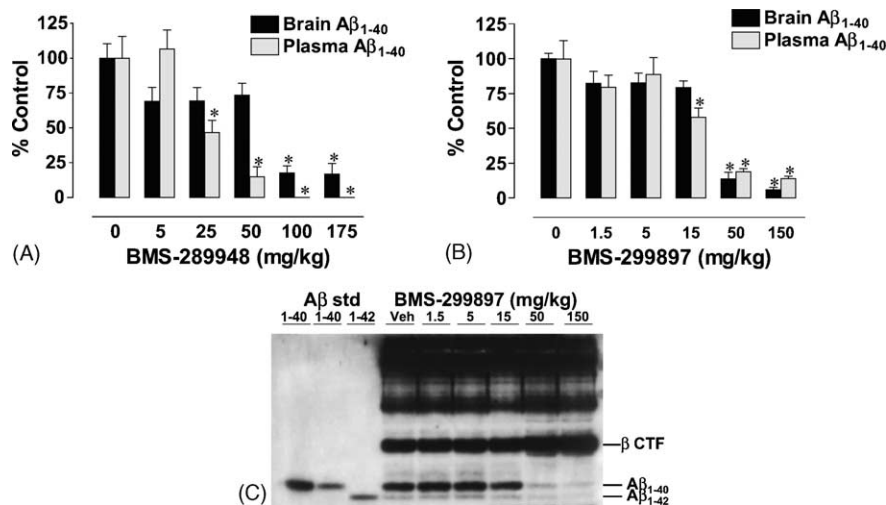 Brain Aβ1-40
Plasma Aβ1-40
% Control
125
100
75
50
25
0
* * * * * *
0 5 25 50 100 175
BMS-289948 (mg/kg)
(A)
Brain Aβ1-40
Plasma Aβ1-40
% Control
125
100
75
50
25
0
* * * * *
0 1.5 5 15 50 150
BMS-299897 (mg/kg)
(B)
Aβ std BMS-299897 (mg/kg)
1-40 1-40 1-42 Veh 1.5 5 15 50 150
β CTF
Aβ1-40
Aβ1-42
(C)